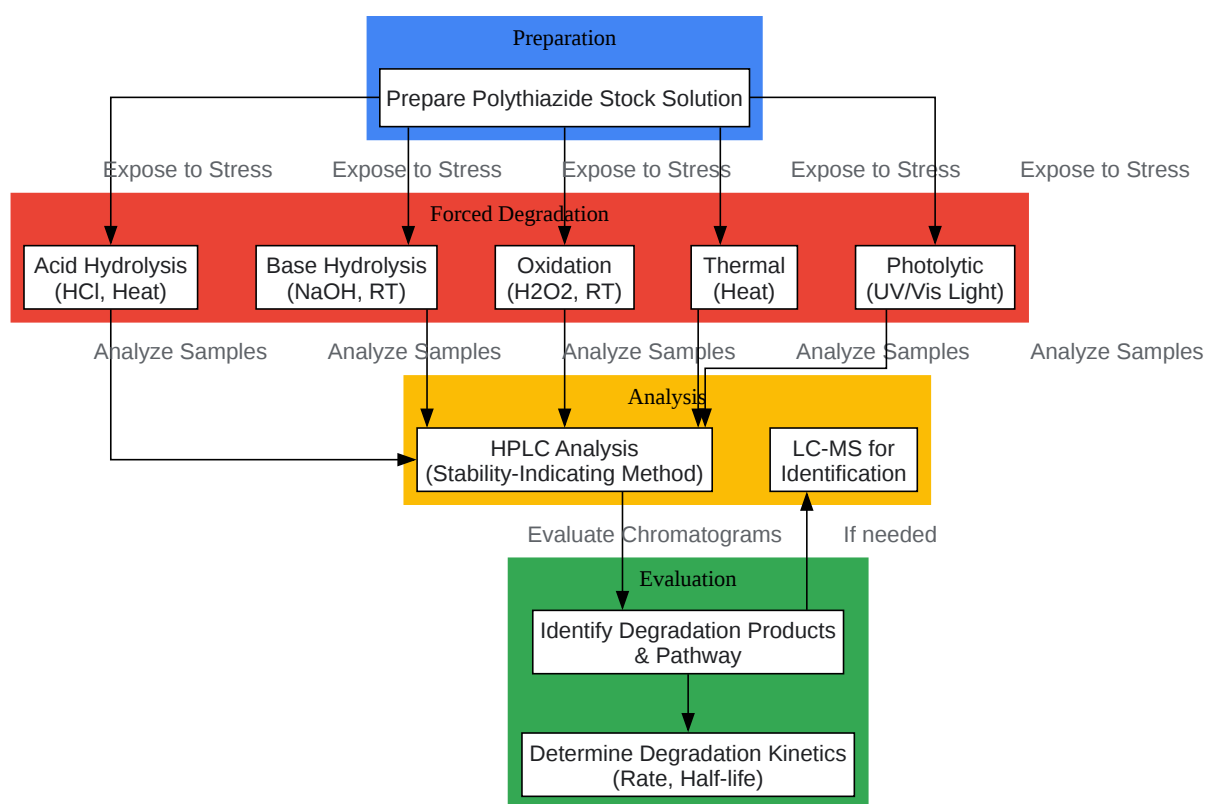 Preparation
Prepare Polythiazide Stock Solution
Expose to Stress
Expose to Stress
Expose to Stress
Expose to Stress
Expose to Stress
Forced Degradation
Acid Hydrolysis
(HCl, Heat)
Base Hydrolysis
(NaOH, RT)
Oxidation
(H2O2, RT)
Thermal
(Heat)
Photolytic
(UV/Vis Light)
Analyze Samples
Analyze Samples
Analyze Samples
Analyze Samples
Analyze Samples
Analysis
HPLC Analysis
(Stability-Indicating Method)
LC-MS for
Identification
Evaluate Chromatograms
If needed
Evaluation
Identify Degradation Products
& Pathway
Determine Degradation Kinetics
(Rate, Half-life)